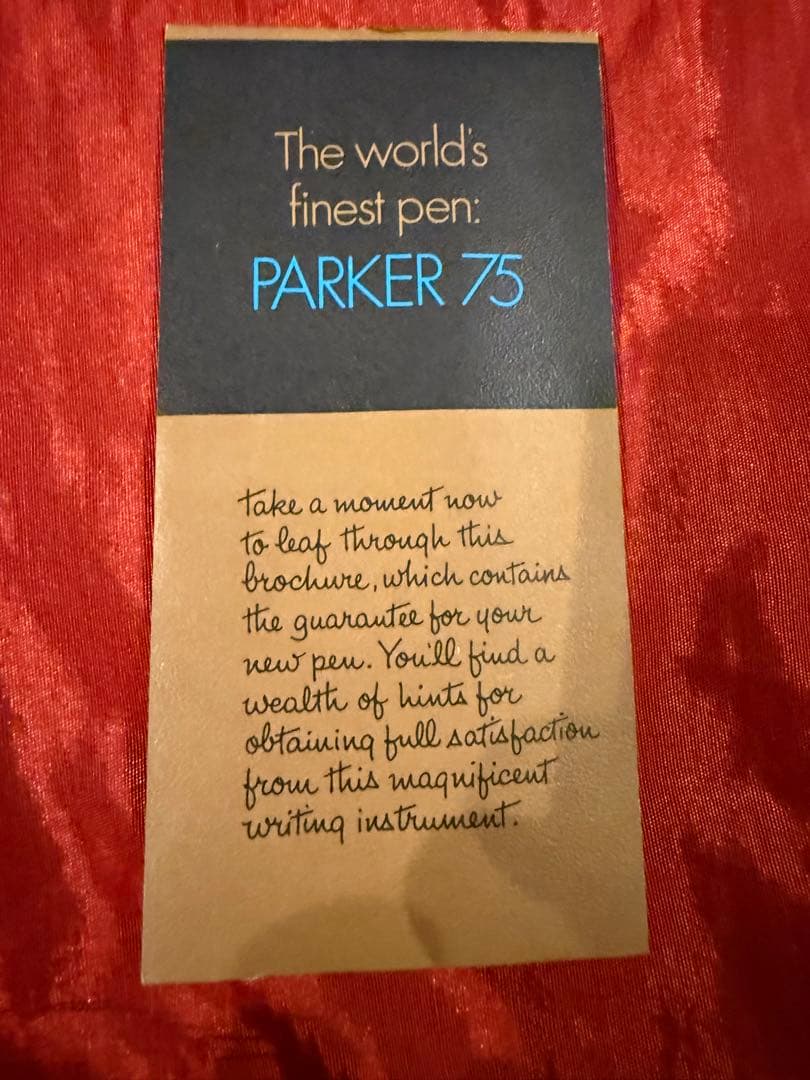 The world's
finest pen:
PARKER 75
take a moment now
to leaf through this
brochure, which contains
the guarantee for your
new pen. You'll find a
wealth of hints for
obtaining full satisfaction
from this magnificent
writing instrument.